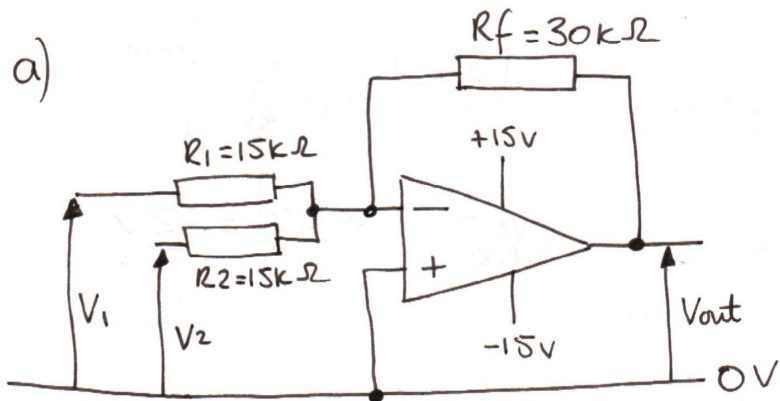 a)
Rf=30kΩ
R1=15kΩ
+15v
−
R2=15kΩ
+
V1
V2
-15v
Vout
0V